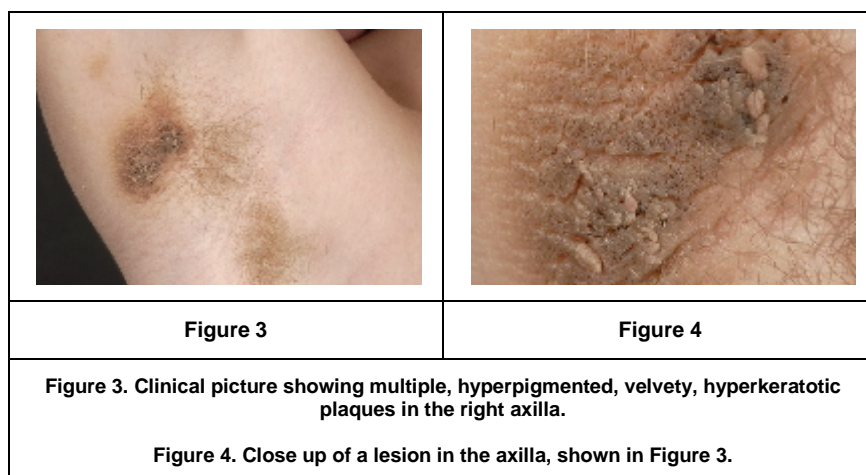 Figure 3
Figure 4
Figure 3. Clinical picture showing multiple, hyperpigmented, velvety, hyperkeratotic
plaques in the right axilla.
Figure 4. Close up of a lesion in the axilla, shown in Figure 3.